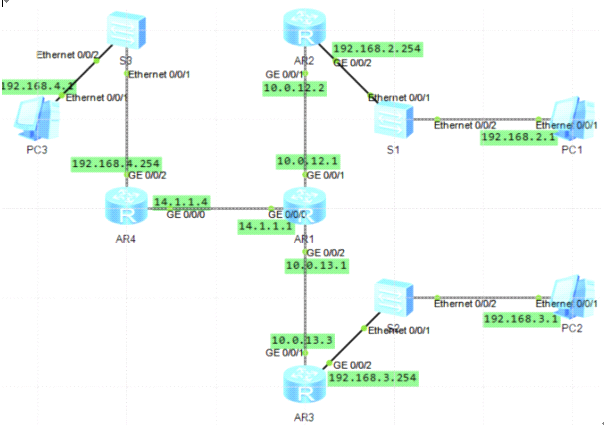 S3
Ethernet 0/0/2
Ethernet 0/0/1
192.168.4.1
Ethernet 0/0/1
PC3
192.168.4.254
GE 0/0/2
AR4
14.1.1.4
GE 0/0/0
GE 0/0/0
14.1.1.1
AR1
AR2
192.168.2.254
GE 0/0/2
GE 0/0/1
10.0.12.2
Ethernet 0/0/1
S1
Ethernet 0/0/2
Ethernet 0/0/1
192.168.2.1
PC1
10.0.12.1
GE 0/0/1
GE 0/0/2
10.0.13.1
S2
Ethernet 0/0/1
Ethernet 0/0/2
Ethernet 0/0/1
192.168.3.1
PC2
10.0.13.3
GE 0/0/1
GE 0/0/2
192.168.3.254
AR3